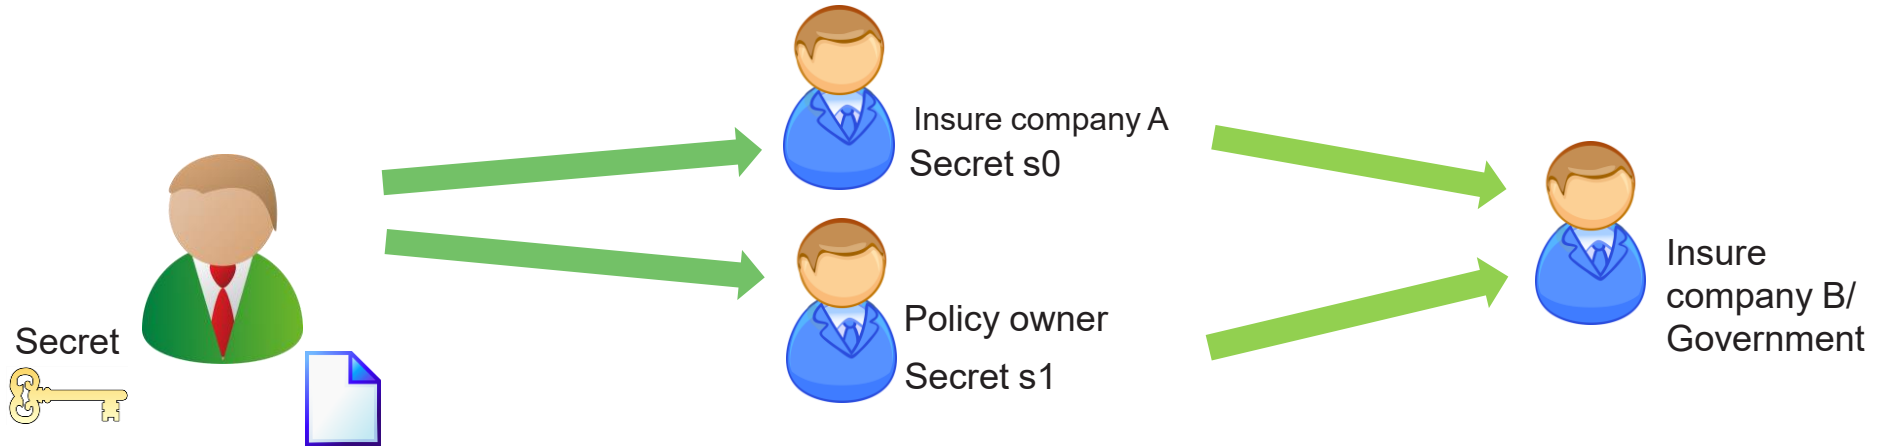 Secret
Insure company A
Secret s0
Policy owner
Secret s1
Insure
company B/
Government